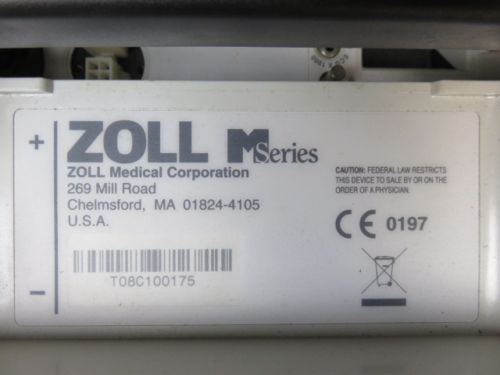 +
ZOLL M Series
ZOLL Medical Corporation
269 Mill Road
Chelmsford, MA 01824-4105
U.S.A.
T08C100175
–
CAUTION: FEDERAL LAW RESTRICTS
THIS DEVICE TO SALE BY OR ON THE
ORDER OF A PHYSICIAN.
CE 0197